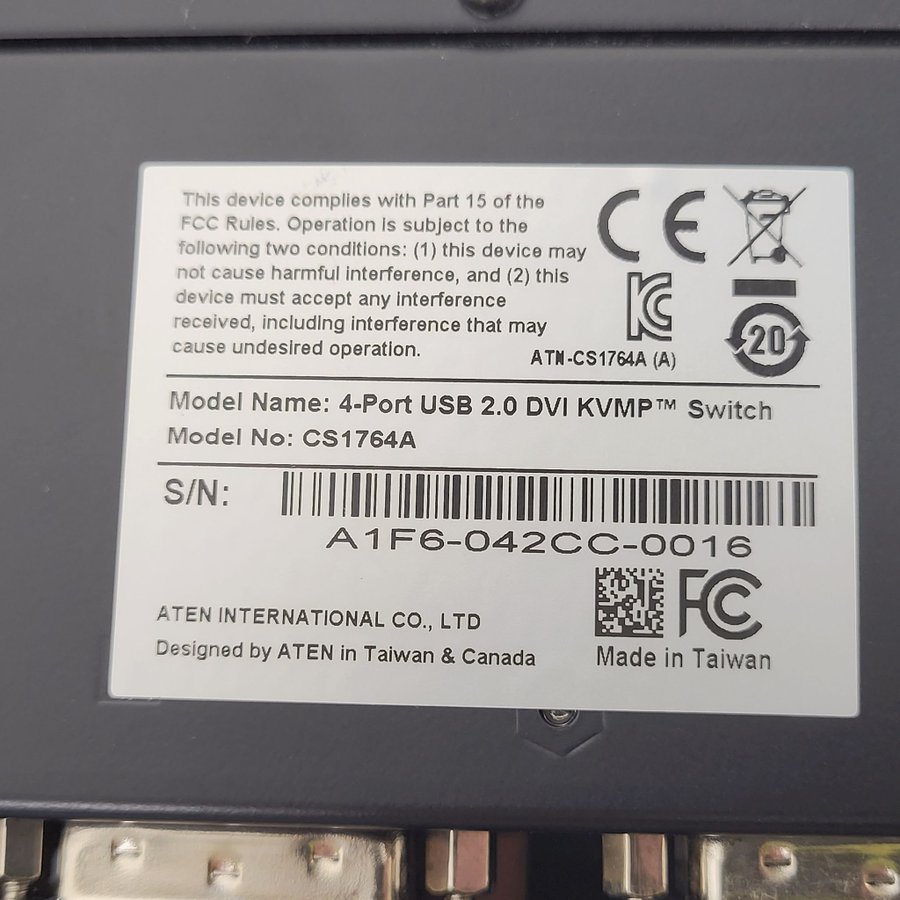 This device complies with Part 15 of the
FCC Rules. Operation is subject to the
following two conditions: (1) this device may
not cause harmful interference, and (2) this
device must accept any interference
received, including interference that may
cause undesired operation.
CE
KC
20
ATN-CS1764A (A)
Model Name: 4-Port USB 2.0 DVI KVMP™ Switch
Model No: CS1764A
S/N:
A1F6-042CC-0016
FC
ATEN INTERNATIONAL CO., LTD
Designed by ATEN in Taiwan & Canada
Made in Taiwan